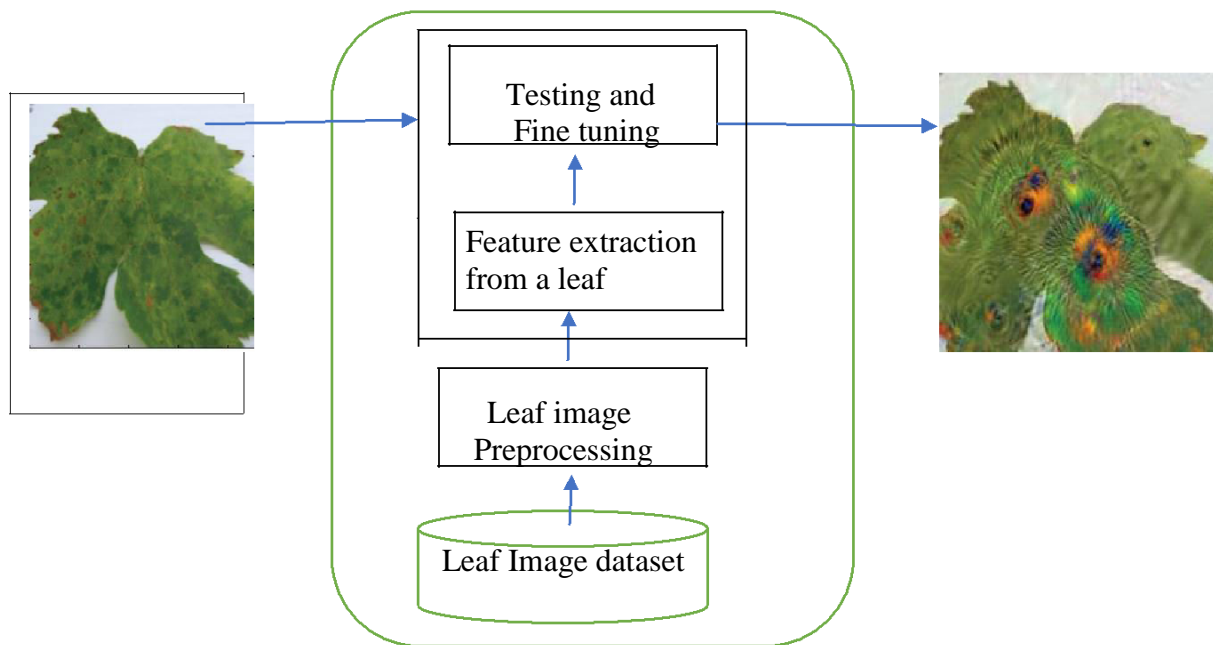 Testing and
Fine tuning
Feature extraction
from a leaf
Leaf image
Preprocessing
Leaf Image dataset